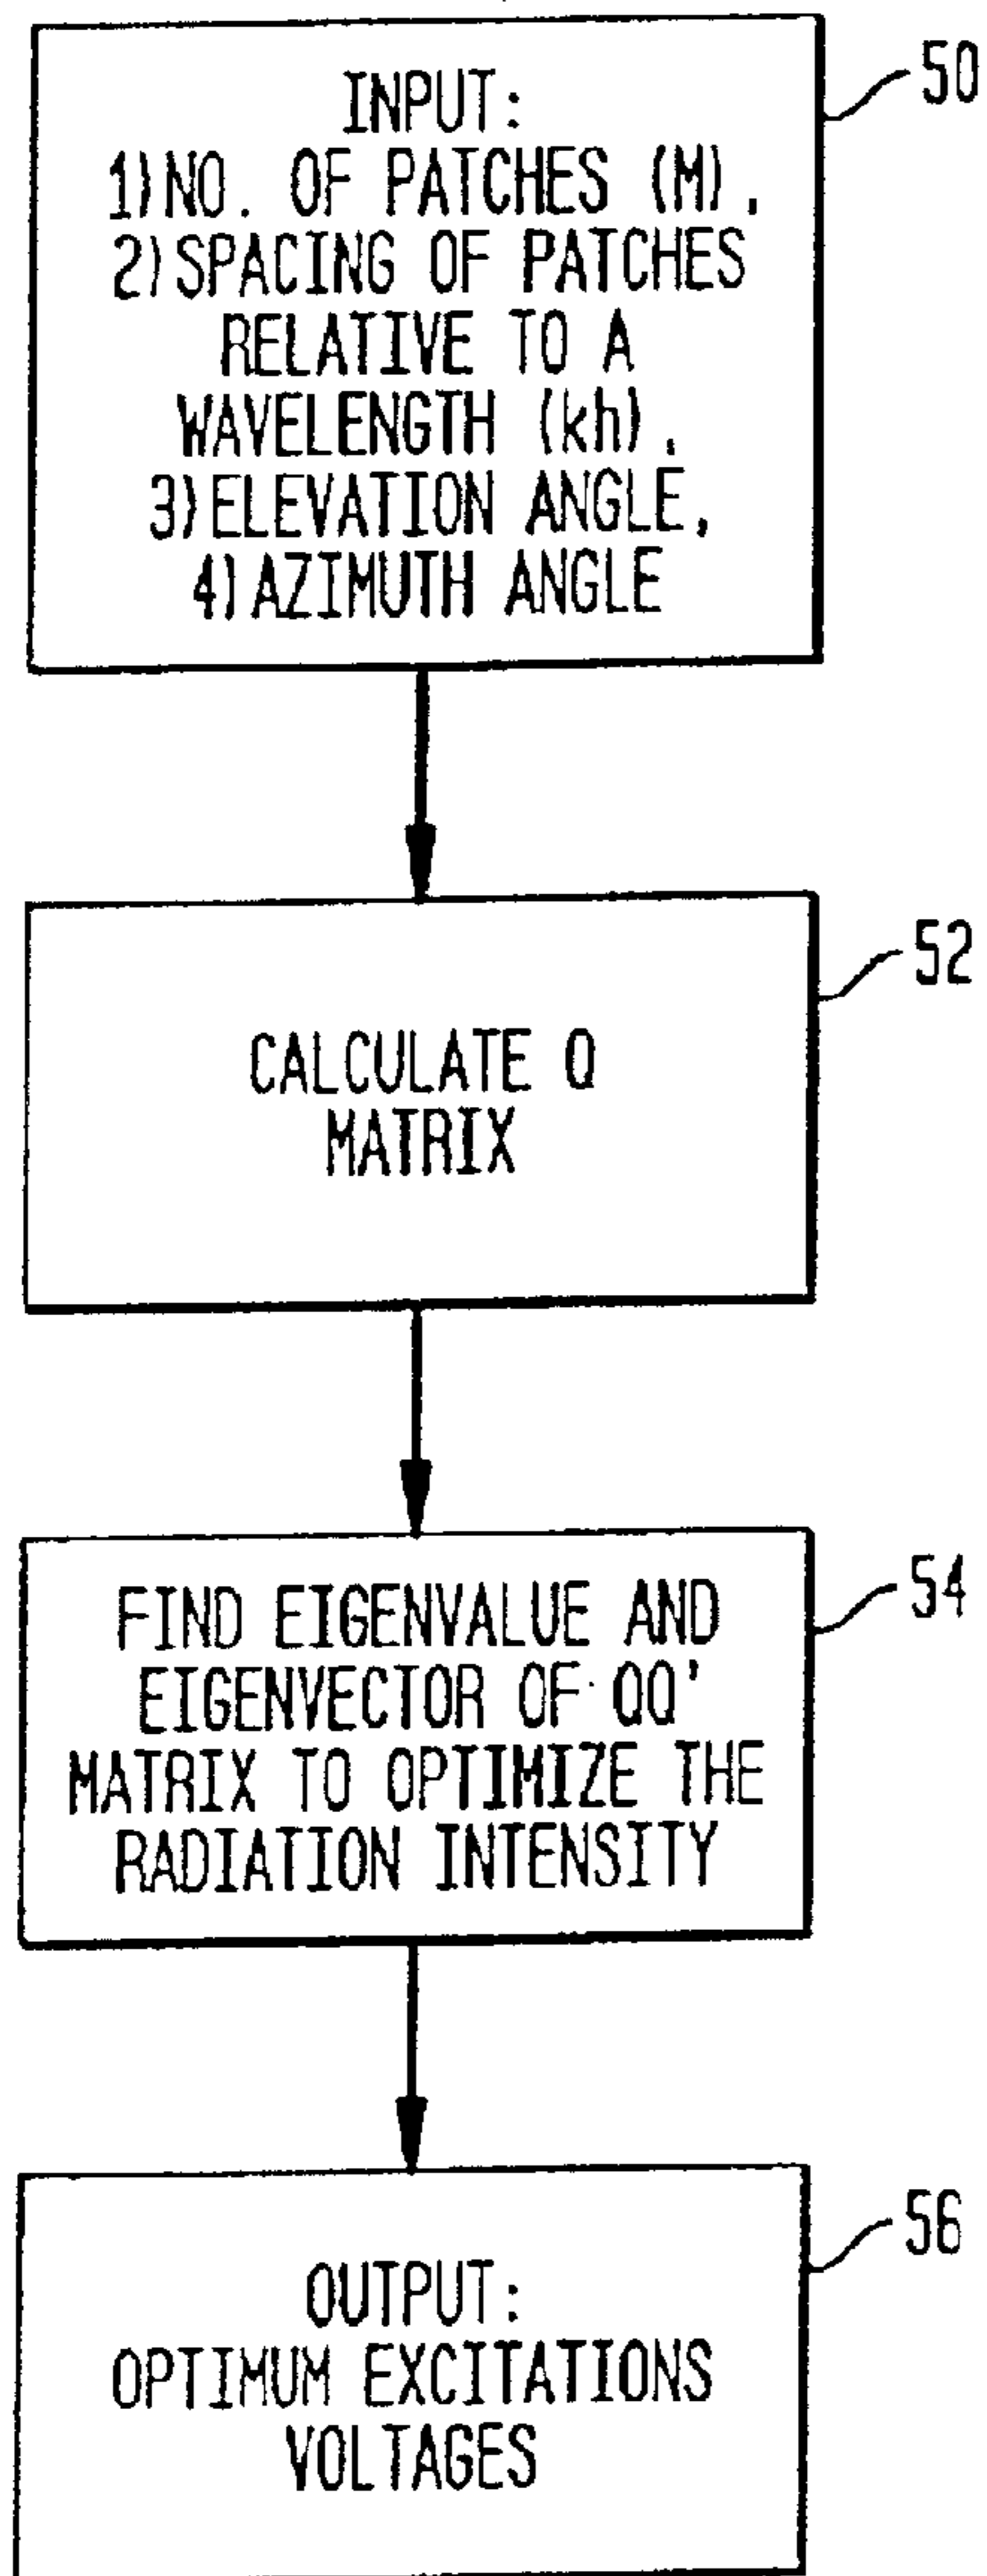 INPUT:
1) NO. OF PATCHES (M),
2) SPACING OF PATCHES
RELATIVE TO A
WAVELENGTH (kh),
3) ELEVATION ANGLE,
4) AZIMUTH ANGLE
50
CALCULATE Q
MATRIX
52
FIND EIGENVALUE AND
EIGENVECTOR OF QQ'
MATRIX TO OPTIMIZE THE
RADIATION INTENSITY
54
OUTPUT:
OPTIMUM EXCITATIONS
VOLTAGES
56